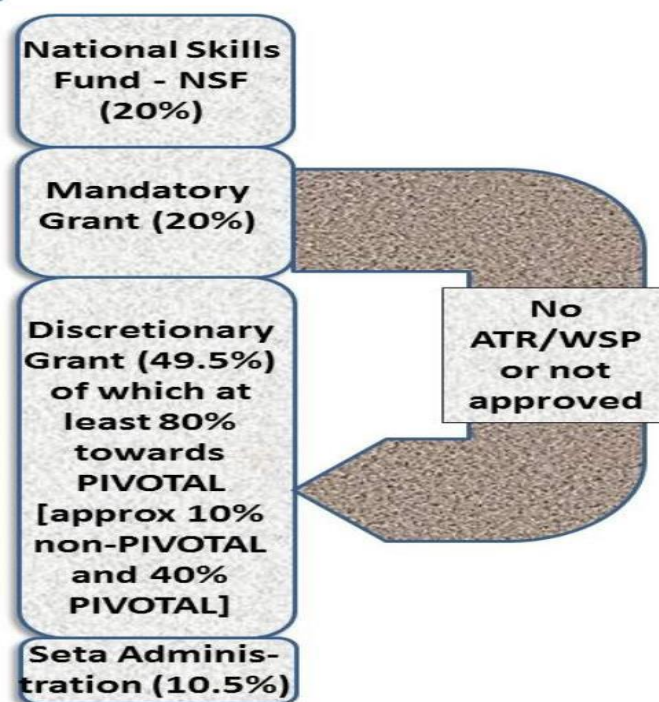 National Skills
Fund - NSF
(20%)
Mandatory
Grant (20%)
No
ATR/WSP
or not
approved
Discretionary
Grant (49.5%)
of which at
least 80%
towards
PIVOTAL
[approx 10%
non-PIVOTAL
and 40%
PIVOTAL]
Seta Adminis-
tration (10.5%)